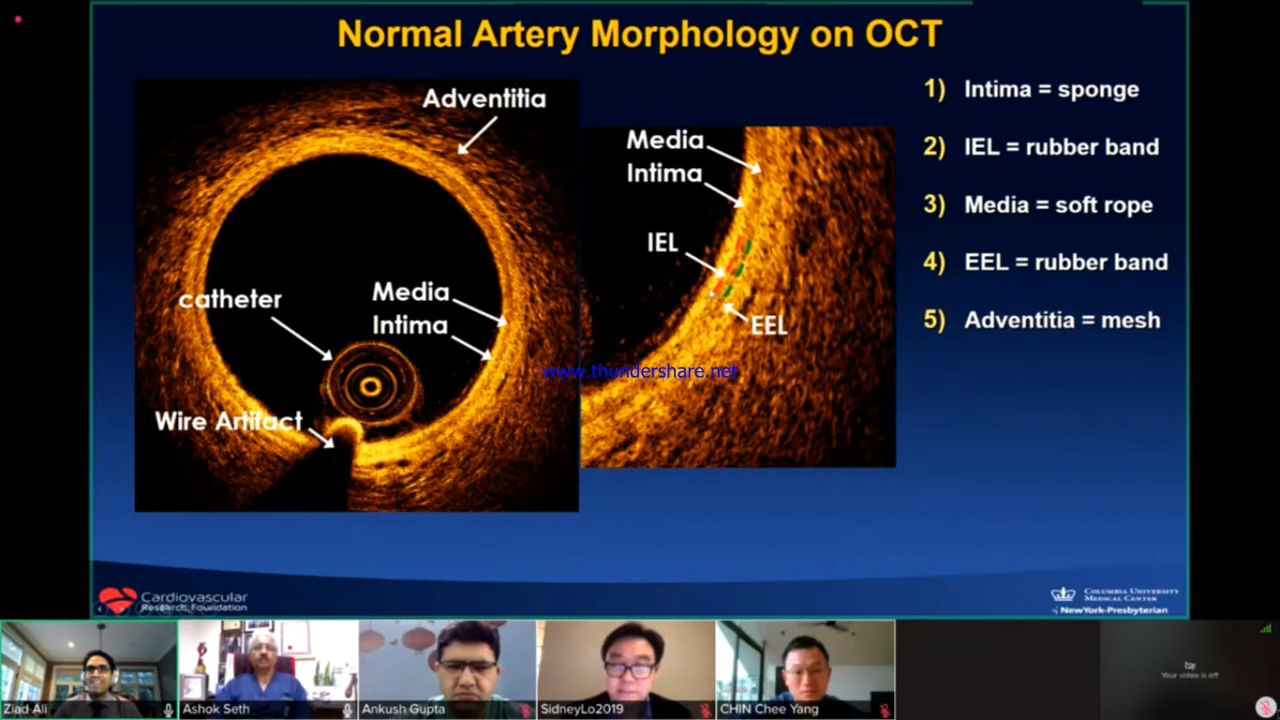 Normal Artery Morphology on OCT
Adventitia
catheter
Media
Intima
Wire Artifact
Media
Intima
IEL
EEL
1) Intima = sponge
2) IEL = rubber band
3) Media = soft rope
4) EEL = rubber band
5) Adventitia = mesh
www.thundershare.net
Cardiovascular
Research Foundation
COLUMBIA UNIVERSITY
MEDICAL CENTER
NewYork-Presbyterian
Ziad Ali
Ashok Seth
Ankush Gupta
SidneyLo2019
CHIN Chee Yang
Your video is off